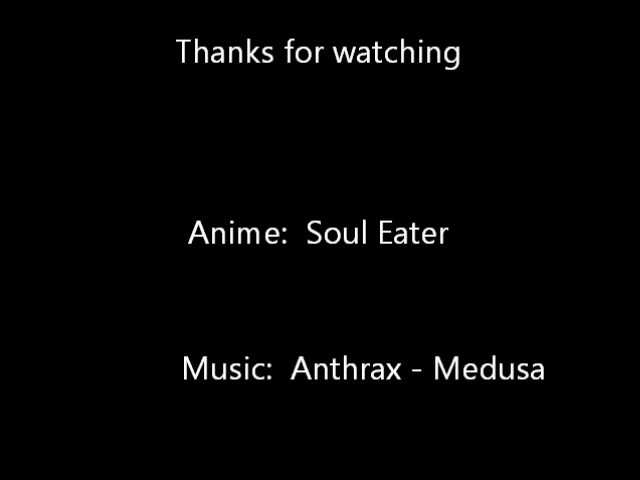 Thanks for watching
Anime:  Soul Eater
Music:  Anthrax - Medusa